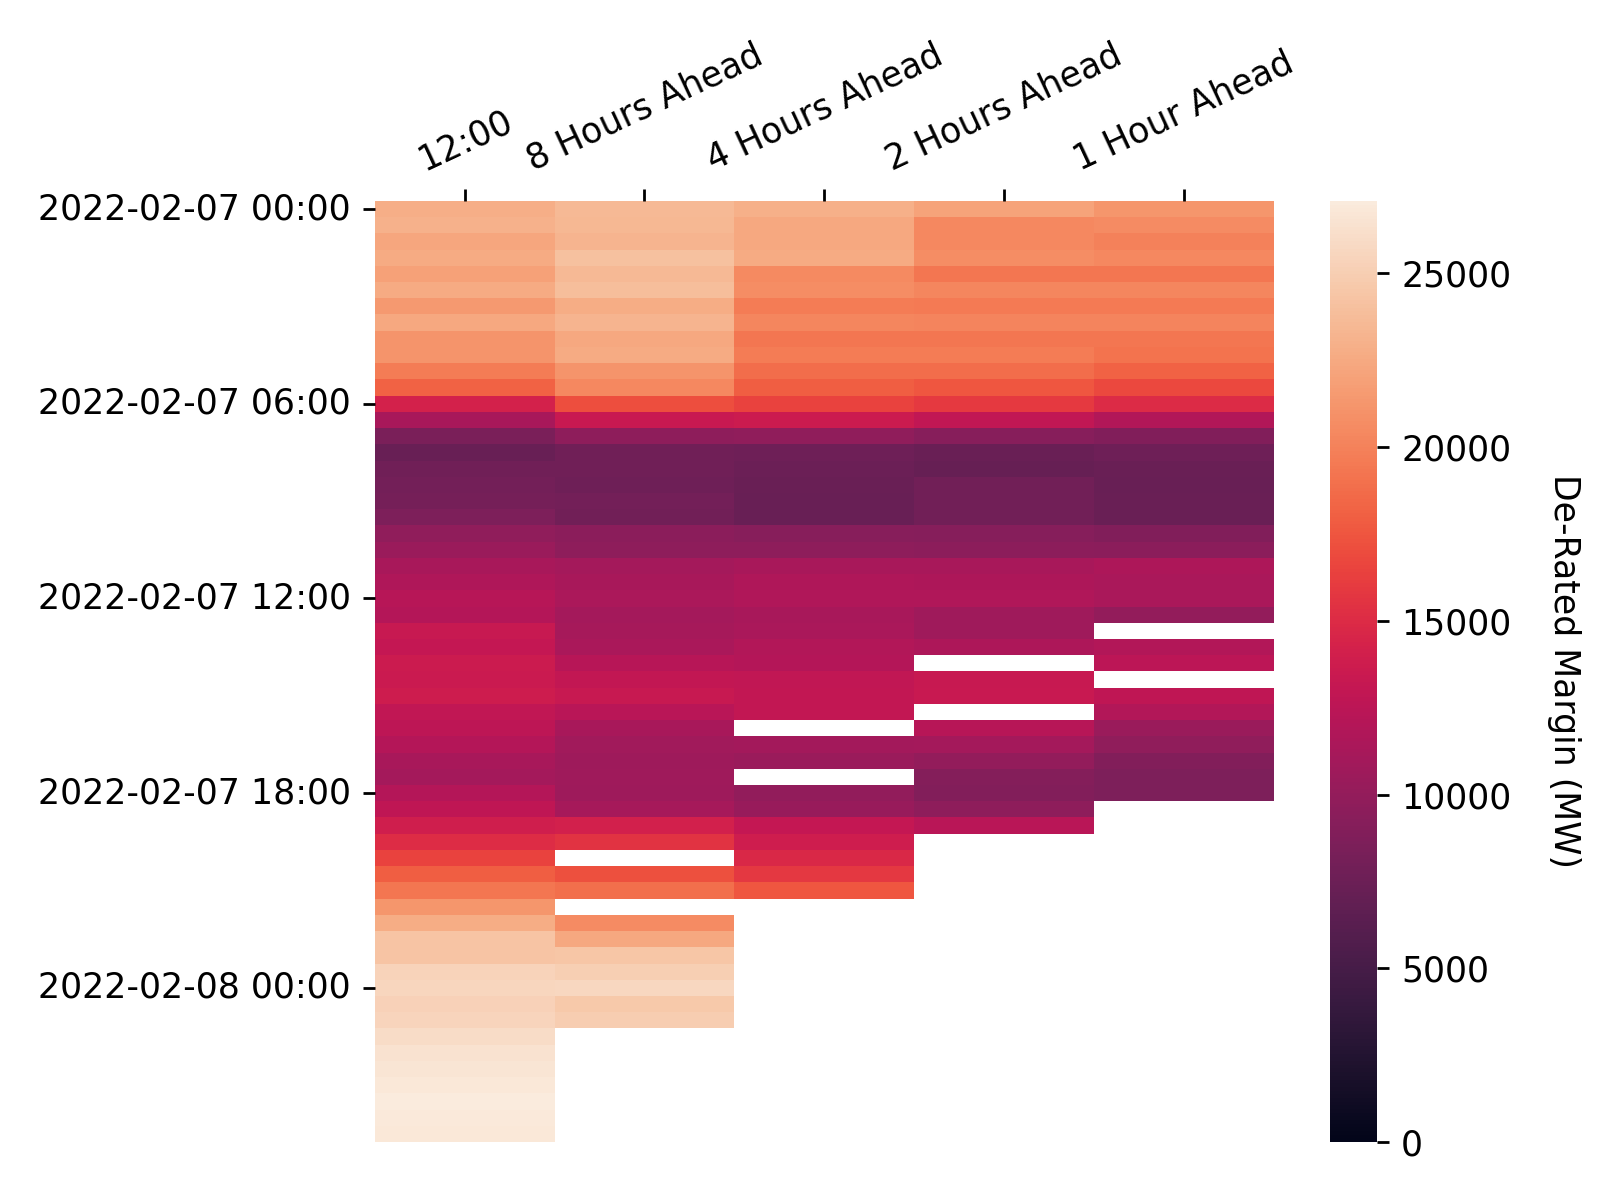 12:00
8 Hours Ahead
4 Hours Ahead
2 Hours Ahead
1 Hour Ahead
2022-02-07 00:00
2022-02-07 06:00
2022-02-07 12:00
2022-02-07 18:00
2022-02-08 00:00
25000
20000
15000
10000
5000
0
De-Rated Margin (MW)